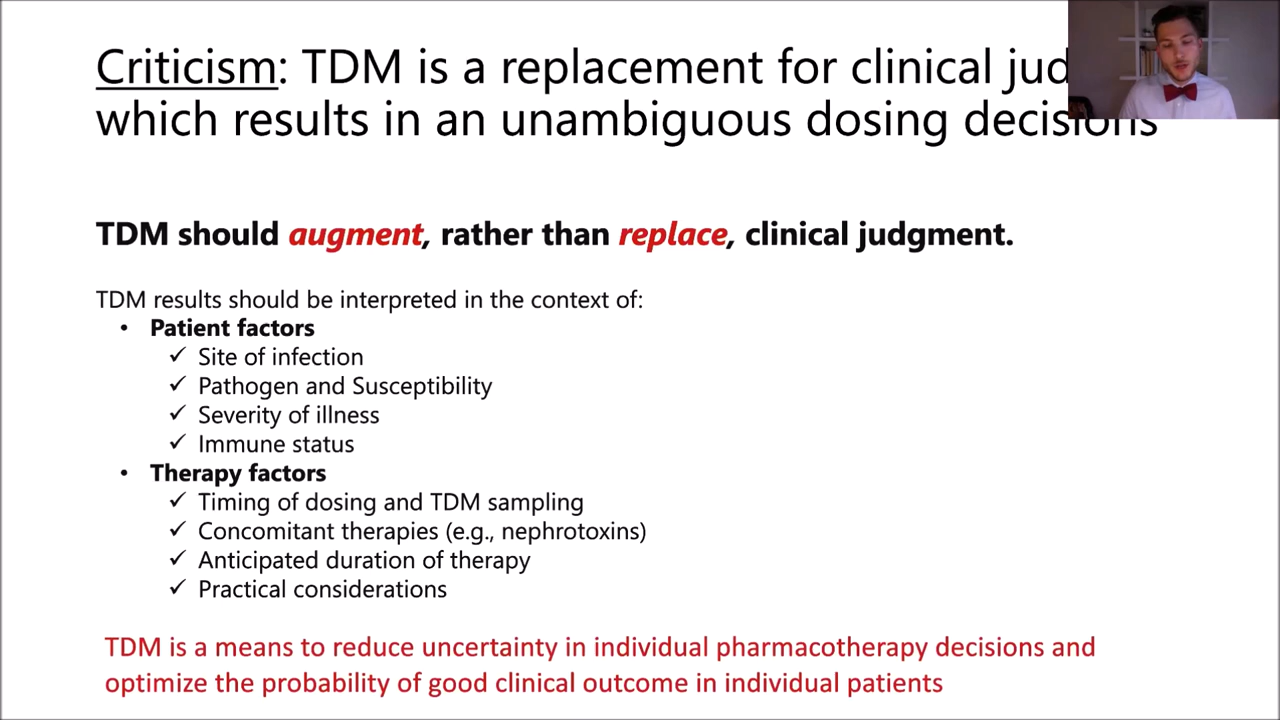 Criticism: TDM is a replacement for clinical
which results in an unambiguous dosing decisions
TDM should augment, rather than replace, clinical judgment.
TDM results should be interpreted in the context of:
• Patient factors
✓ Site of infection
✓ Pathogen and Susceptibility
✓ Severity of illness
✓ Immune status
• Therapy factors
✓ Timing of dosing and TDM sampling
✓ Concomitant therapies (e.g., nephrotoxins)
✓ Anticipated duration of therapy
✓ Practical considerations
TDM is a means to reduce uncertainty in individual pharmacotherapy decisions and
optimize the probability of good clinical outcome in individual patients